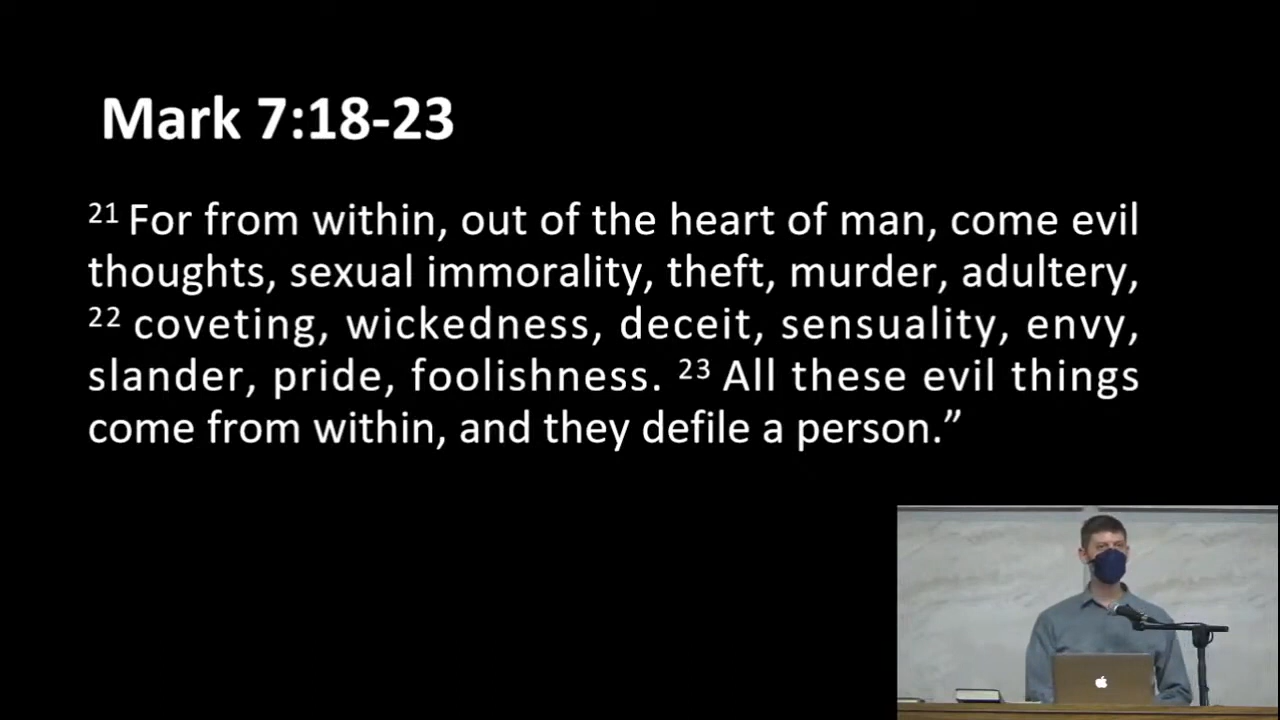 Mark 7:18-23
21 For from within, out of the heart of man, come evil
thoughts, sexual immorality, theft, murder, adultery,
22 coveting, wickedness, deceit, sensuality, envy,
slander, pride, foolishness. 23 All these evil things
come from within, and they defile a person.”